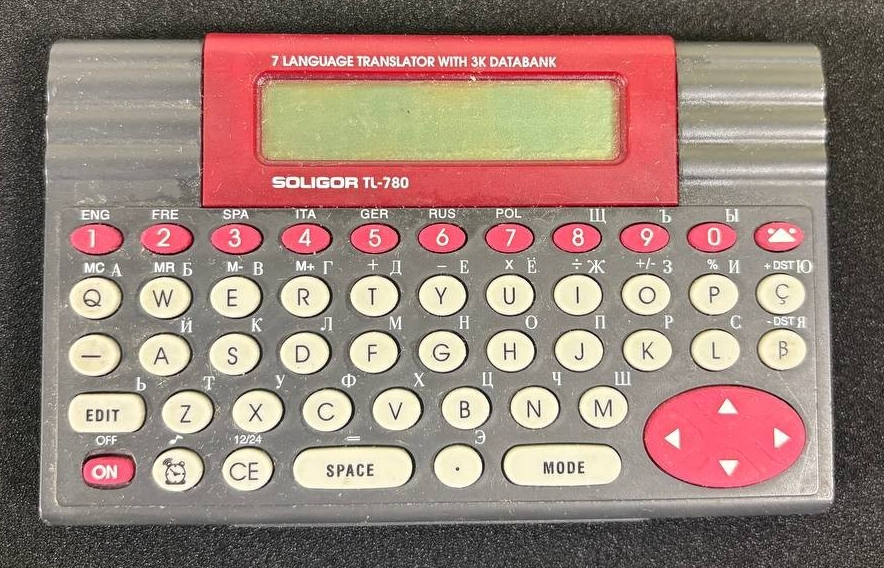 7 LANGUAGE TRANSLATOR WITH 3K DATABANK
SOLIGOR TL-780
ENG FRE SPA ITA GER RUS POL Щ Ъ Ы
1 2 3 4 5 6 7 8 9 0
MC А MR Б M- В M+ Г + Д – Е X Ё ÷ Ж +/- З % И +DST Ю
Q W E R T Y U I O P Ç
Й К Л М Н О П Р С -DST Я
— A S D F G H J K L β
Ь Т У Ф Х Ц Ч Ш
EDIT Z X C V B N M
OFF 12/24 = Э
ON CE SPACE . MODE